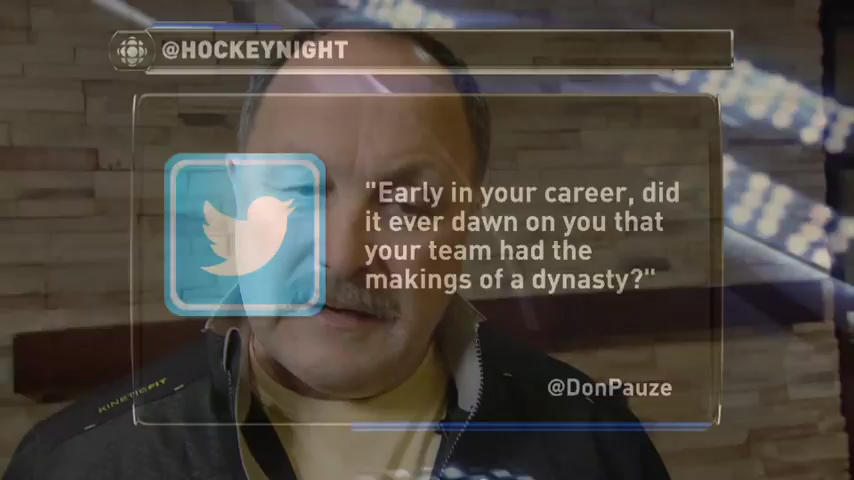 @HOCKEYNIGHT
"Early in your career, did
it ever dawn on you that
your team had the
makings of a dynasty?"
@DonPauze
KINETICFIT